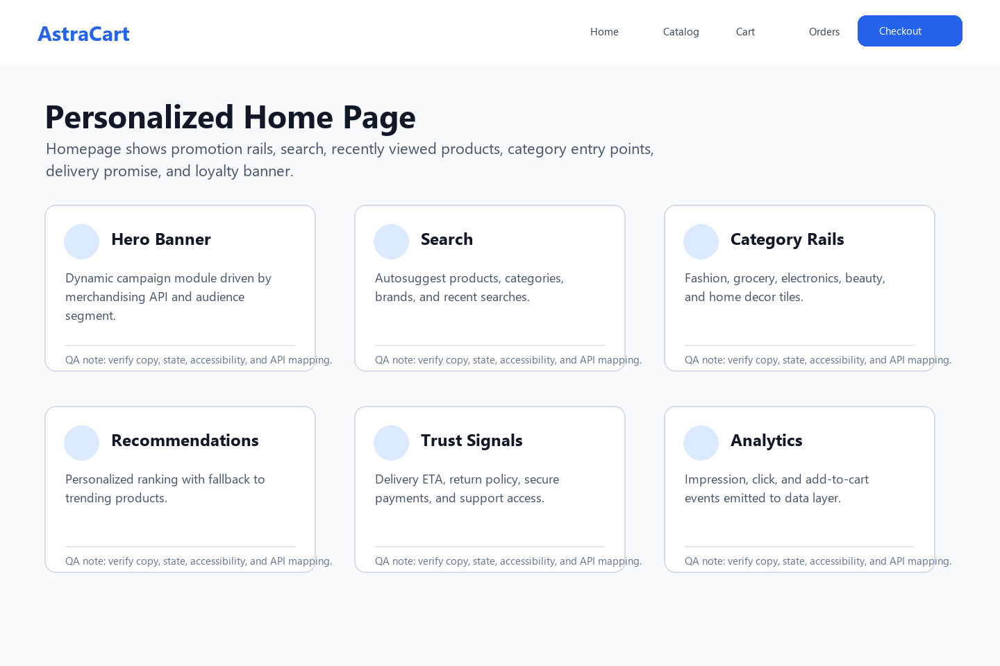 AstraCart
Home
Catalog
Cart
Orders
Checkout
Personalized Home Page
Homepage shows promotion rails, search, recently viewed products, category entry points,
delivery promise, and loyalty banner.
Hero Banner
Dynamic campaign module driven by
merchandising API and audience
segment.
QA note: verify copy, state, accessibility, and API mapping.
Search
Autosuggest products, categories,
brands, and recent searches.
QA note: verify copy, state, accessibility, and API mapping.
Category Rails
Fashion, grocery, electronics, beauty,
and home decor tiles.
QA note: verify copy, state, accessibility, and API mapping.
Recommendations
Personalized ranking with fallback to
trending products.
QA note: verify copy, state, accessibility, and API mapping.
Trust Signals
Delivery ETA, return policy, secure
payments, and support access.
QA note: verify copy, state, accessibility, and API mapping.
Analytics
Impression, click, and add-to-cart
events emitted to data layer.
QA note: verify copy, state, accessibility, and API mapping.